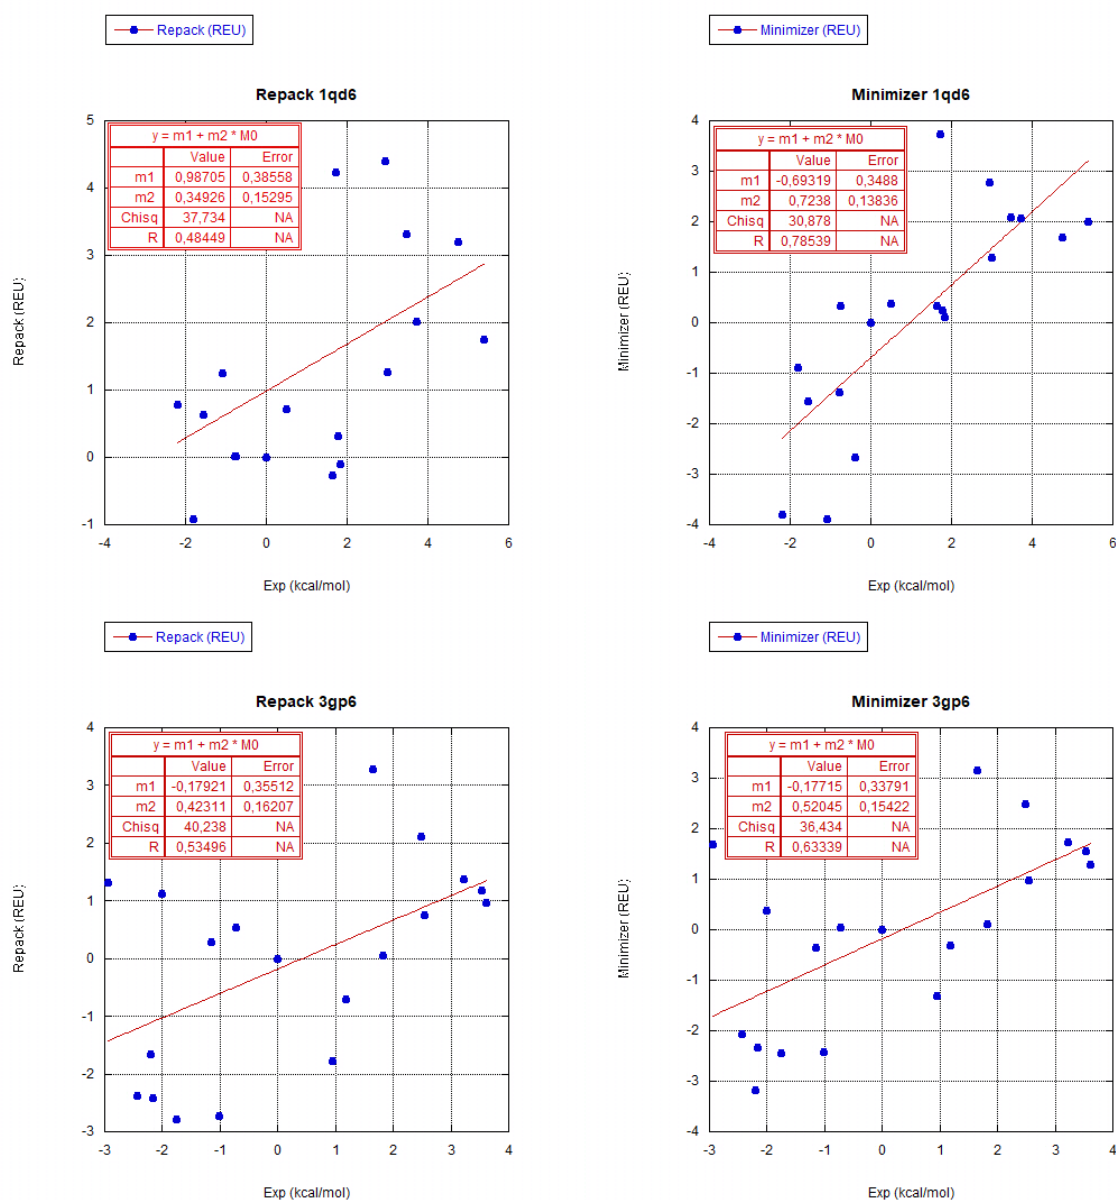 Repack (REU)
Repack 1qd6
y = m1 + m2 * M0
Value Error
m1 0,98705 0,38558
m2 0,34926 0,15295
Chisq 37,734 NA
R 0,48449 NA
5
4
3
2
1
0
-1
Repack (REU)
-4 -2 0 2 4 6
Exp (kcal/mol)
Minimizer (REU)
Minimizer 1qd6
y = m1 + m2 * M0
Value Error
m1 -0,69319 0,3488
m2 0,7238 0,13836
Chisq 30,878 NA
R 0,78539 NA
4
3
2
1
0
-1
-2
-3
-4
Minimizer (REU)
-4 -2 0 2 4 6
Exp (kcal/mol)
Repack (REU)
Repack 3gp6
y = m1 + m2 * M0
Value Error
m1 -0,17921 0,35512
m2 0,42311 0,16207
Chisq 40,238 NA
R 0,53496 NA
4
3
2
1
0
-1
-2
-3
Repack (REU)
-3 -2 -1 0 1 2 3 4
Exp (kcal/mol)
Minimizer (REU)
Minimizer 3gp6
y = m1 + m2 * M0
Value Error
m1 -0,17715 0,33791
m2 0,52045 0,15422
Chisq 36,434 NA
R 0,63339 NA
4
3
2
1
0
-1
-2
-3
-4
Minimizer (REU)
-3 -2 -1 0 1 2 3 4
Exp (kcal/mol)